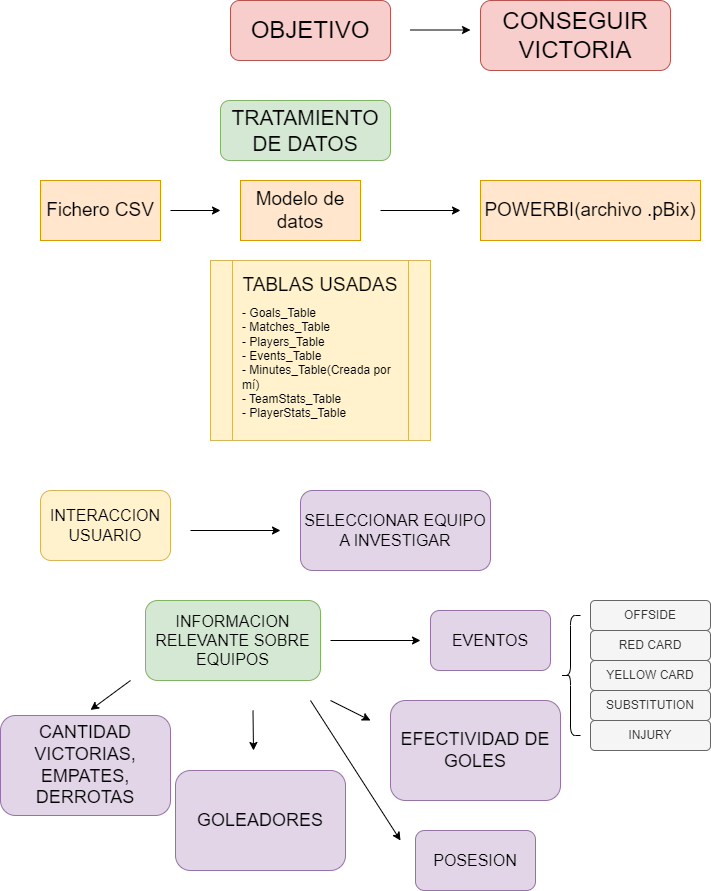 OBJETIVO
CONSEGUIR
VICTORIA
TRATAMIENTO
DE DATOS
Fichero CSV
Modelo de
datos
POWERBI(archivo .pBix)
TABLAS USADAS
- Goals_Table
- Matches_Table
- Players_Table
- Events_Table
- Minutes_Table(Creada por
mí)
- TeamStats_Table
- PlayerStats_Table
INTERACCION
USUARIO
SELECCIONAR EQUIPO
A INVESTIGAR
INFORMACION
RELEVANTE SOBRE
EQUIPOS
EVENTOS
OFFSIDE
RED CARD
YELLOW CARD
SUBSTITUTION
INJURY
CANTIDAD
VICTORIAS,
EMPATES,
DERROTAS
GOLEADORES
EFECTIVIDAD DE
GOLES
POSESION